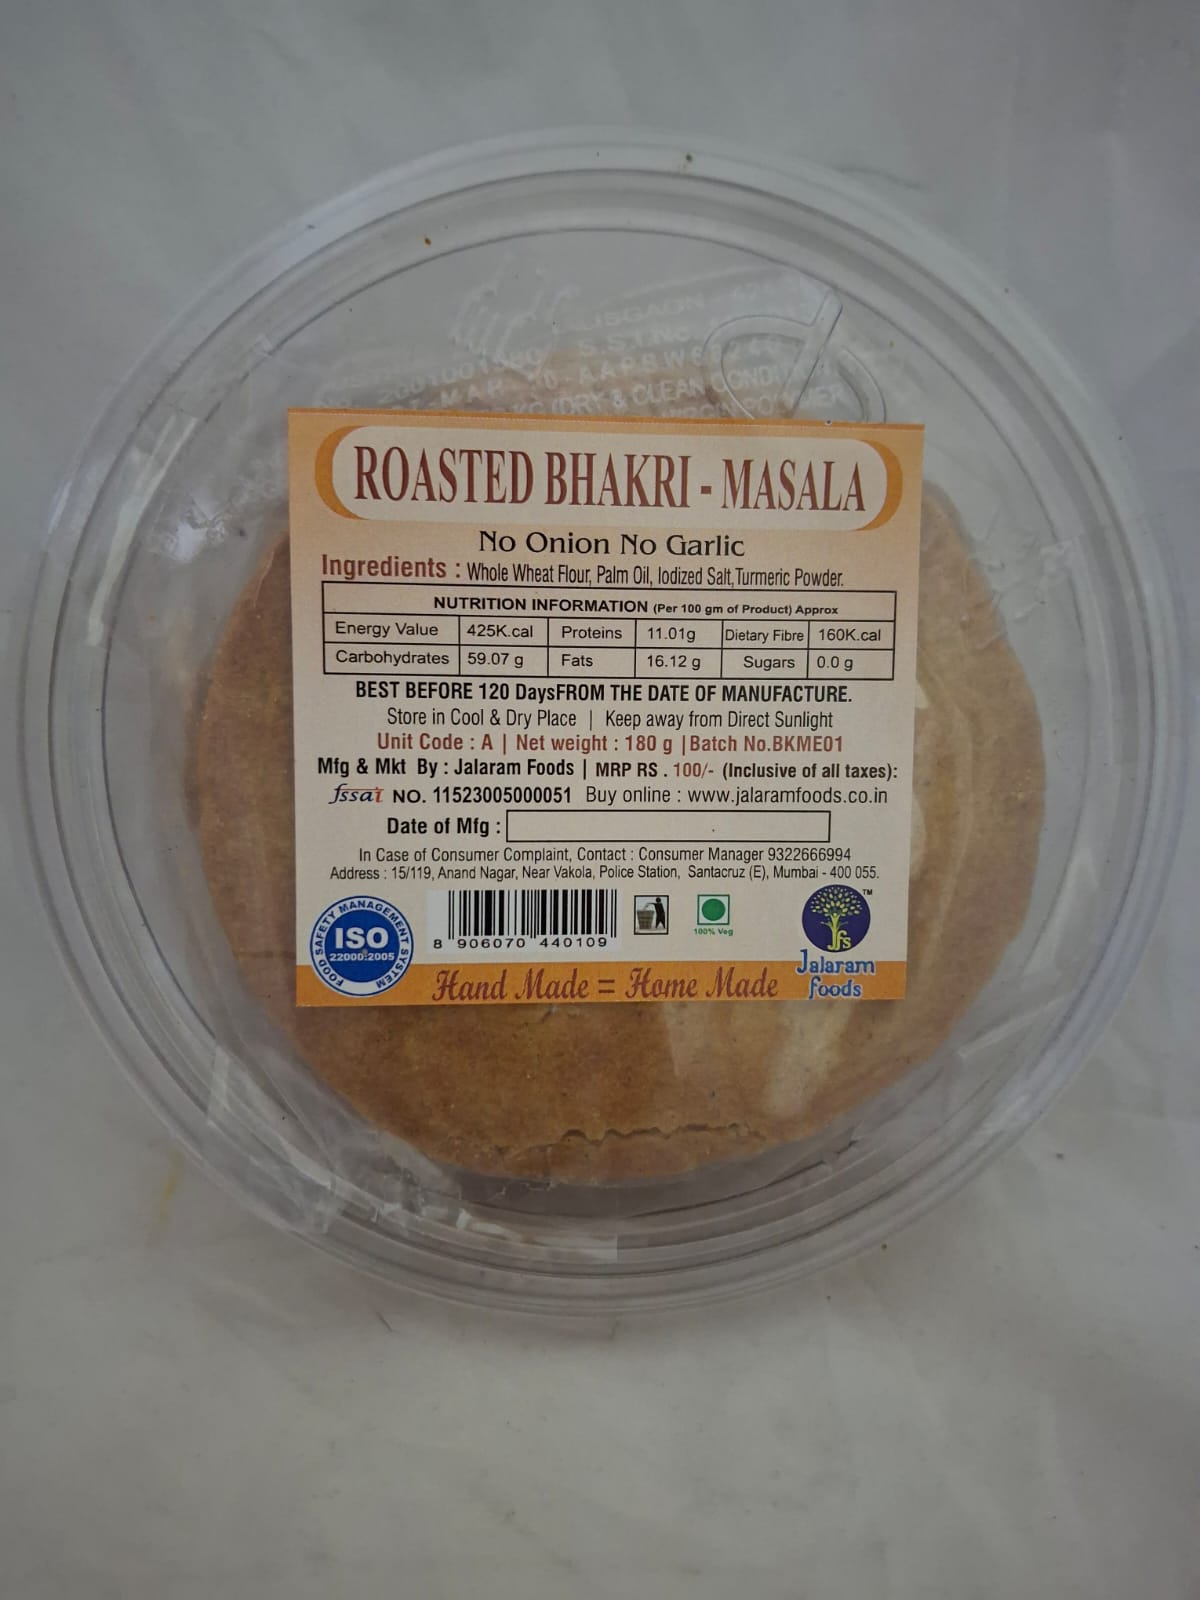 ROASTED BHAKRI - MASALA
No Onion No Garlic
Ingredients : Whole Wheat Flour, Palm Oil, Iodized Salt, Turmeric Powder.
NUTRITION INFORMATION (Per 100 gm of Product) Approx
Energy Value 425K.cal Proteins 11.01g Dietary Fibre 160K.cal
Carbohydrates 59.07 g Fats 16.12 g Sugars 0.0 g
BEST BEFORE 120 DaysFROM THE DATE OF MANUFACTURE.
Store in Cool & Dry Place | Keep away from Direct Sunlight
Unit Code : A | Net weight : 180 g |Batch No.BKME01
Mfg & Mkt By : Jalaram Foods | MRP RS . 100/- (Inclusive of all taxes):
fssai NO. 11523005000051 Buy online : www.jalaramfoods.co.in
Date of Mfg :
In Case of Consumer Complaint, Contact : Consumer Manager 9322666994
Address : 15/119, Anand Nagar, Near Vakola, Police Station, Santacruz (E), Mumbai - 400 055.
FOOD SAFETY MANAGEMENT SYSTEM
ISO
22000:2005
8 906070 440109
100% Veg
TM
jfs
Jalaram
foods
Hand Made = Home Made
(DRY & CLEAN